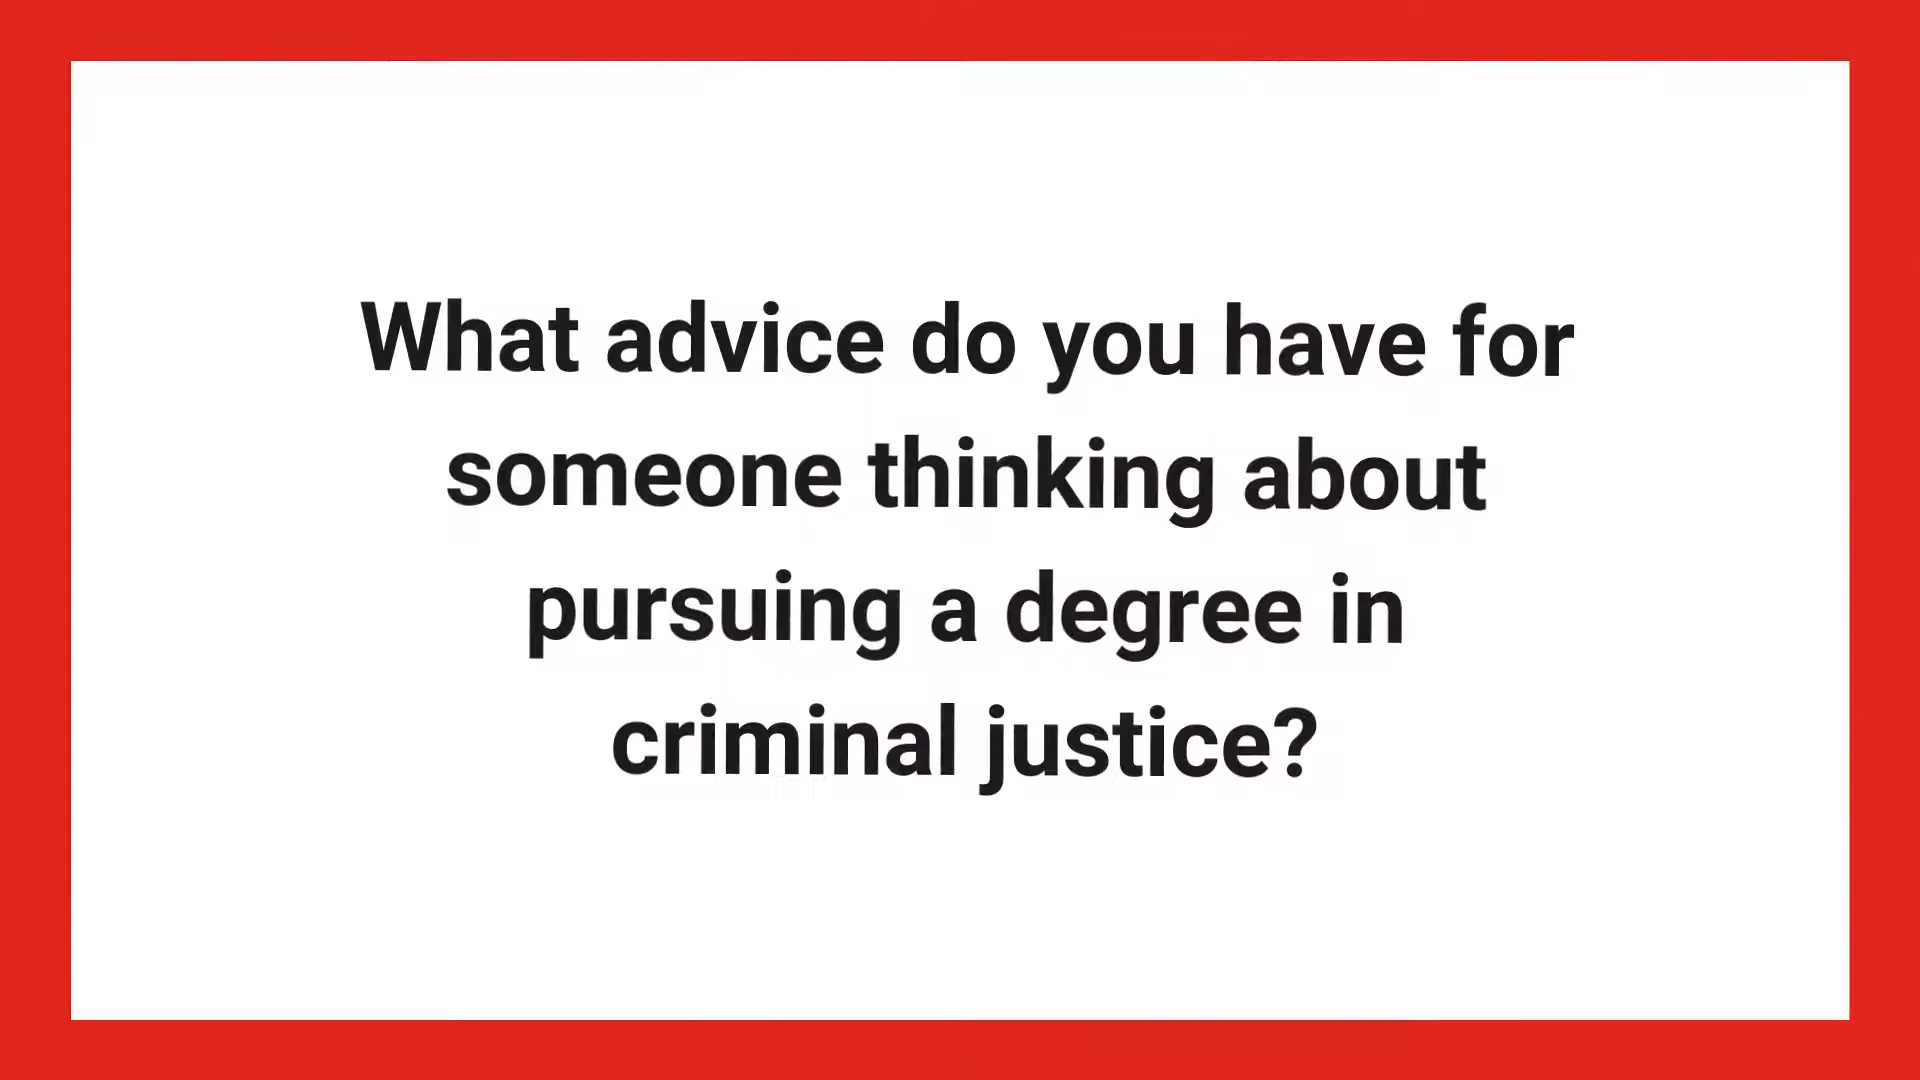 What advice do you have for
someone thinking about
pursuing a degree in
criminal justice?